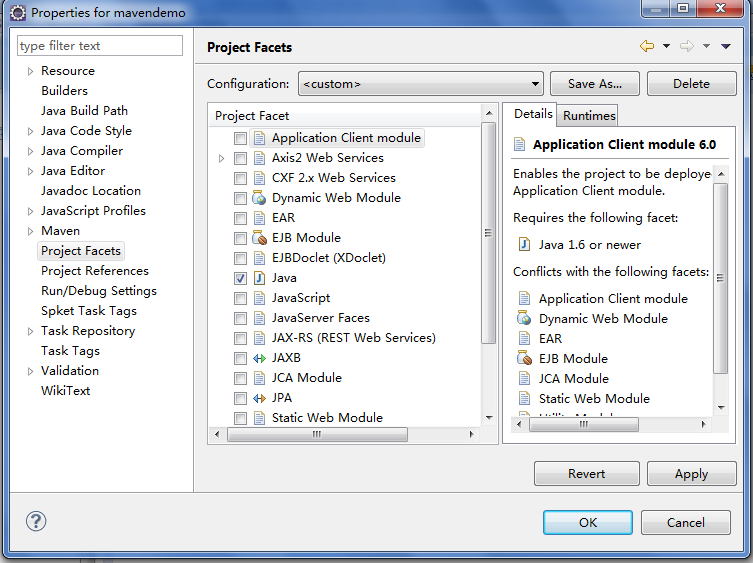 Properties for mavendemo
type filter text
Resource
Builders
Java Build Path
Java Code Style
Java Compiler
Java Editor
Javadoc Location
JavaScript Profiles
Maven
Project Facets
Project References
Run/Debug Settings
Spket Task Tags
Task Repository
Task Tags
Validation
WikiText
Project Facets
Configuration: <custom> Save As... Delete
Project Facet
Application Client module
Axis2 Web Services
CXF 2.x Web Services
Dynamic Web Module
EAR
EJB Module
EJBDoclet (XDoclet)
Java
JavaScript
JavaServer Faces
JAX-RS (REST Web Services)
JAXB
JCA Module
JPA
Static Web Module
Details Runtimes
Application Client module 6.0
Enables the project to be deploye
Application Client module.
Requires the following facet:
Java 1.6 or newer
Conflicts with the following facets:
Application Client module
Dynamic Web Module
EAR
EJB Module
JCA Module
Static Web Module
Revert Apply
OK Cancel